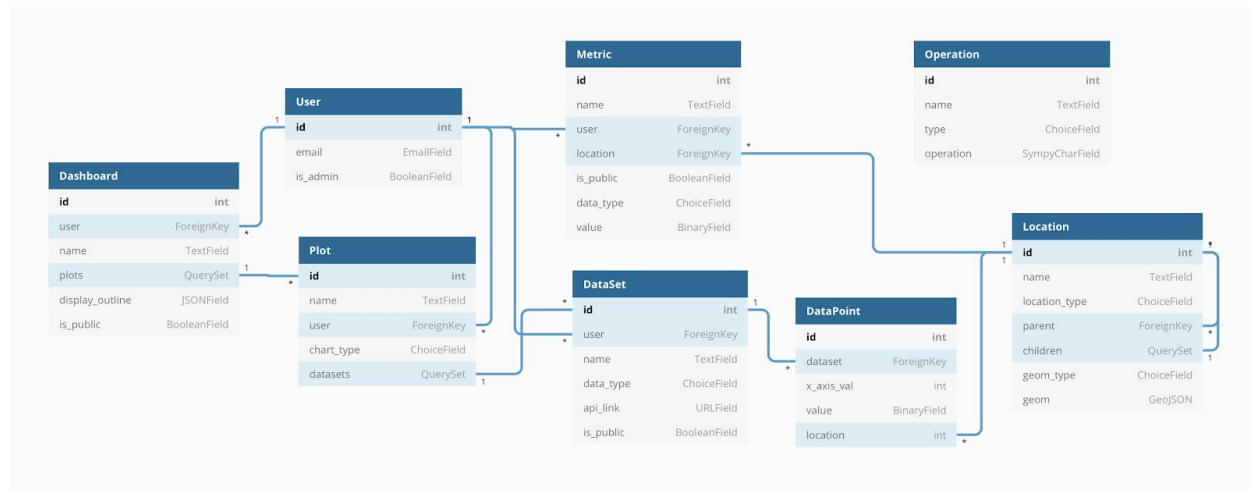 Metric
id int
name TextField
user ForeignKey
location ForeignKey
is_public BooleanField
data_type ChoiceField
value BinaryField
Operation
id int
name TextField
type ChoiceField
operation SympyCharField
User
1 id int 1
email EmailField
is_admin BooleanField
*
*
Dashboard
id int
user ForeignKey *
name TextField
plots QuerySet 1
display_outline JSONField
is_public BooleanField
Plot
* id int
name TextField
user ForeignKey *
chart_type ChoiceField
datasets QuerySet 1
DataSet
* id int 1
* user ForeignKey
name TextField
data_type ChoiceField
api_link URLField
is_public BooleanField
DataPoint
id int
* dataset ForeignKey
x_axis_val int
value BinaryField
location int *
Location
1 id int *
1
name TextField
location_type ChoiceField
parent ForeignKey *
children QuerySet 1
geom_type ChoiceField
geom GeoJSON